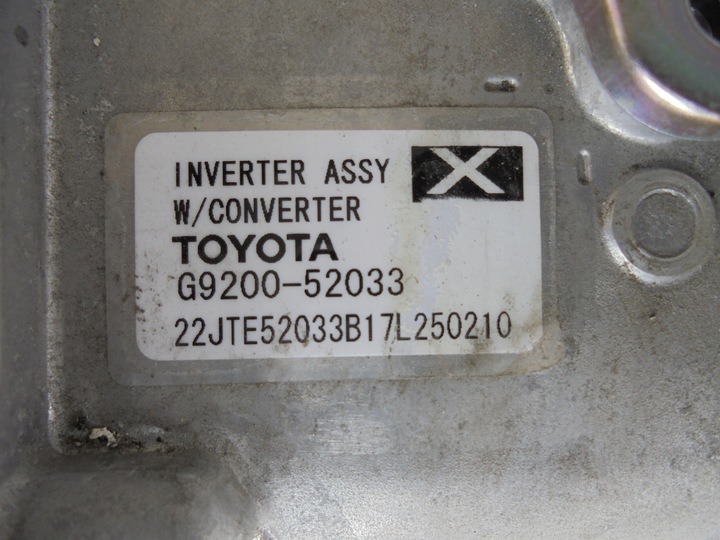 INVERTER ASSY X
W/CONVERTER
TOYOTA
G9200-52033
22JTE52033B17L250210